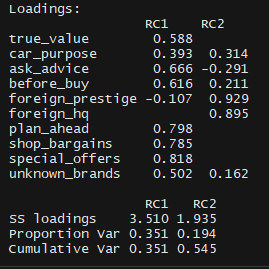 Loadings:
                 RC1    RC2
true_value        0.588
car_purpose       0.393  0.314
ask_advice        0.666 -0.291
before_buy        0.616  0.211
foreign_prestige -0.107  0.929
foreign_hq               0.895
plan_ahead        0.798
shop_bargains     0.785
special_offers    0.818
unknown_brands    0.502  0.162
                 RC1   RC2
SS loadings    3.510 1.935
Proportion Var 0.351 0.194
Cumulative Var 0.351 0.545